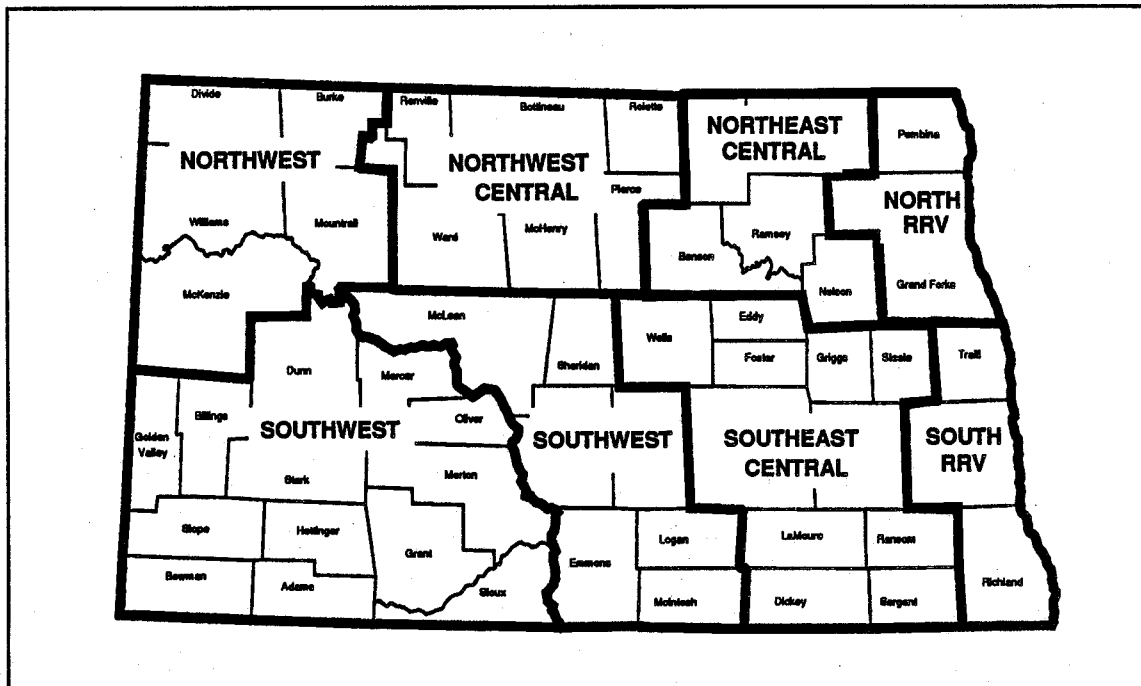 Divide
Burke
Renville
Bottineau
Rolette
NORTHEAST
CENTRAL
Pembina
NORTHWEST
NORTHWEST
CENTRAL
Pierce
NORTH
RRV
Williams
Mountrail
Ward
McHenry
Ramsey
Benson
McKenzie
Nelson
Grand Forks
McLean
Eddy
Wells
Foster
Griggs
Steele
Traill
Sheridan
Dunn
Mercer
Billings
Oliver
Golden
Valley
SOUTHWEST
SOUTHWEST
SOUTHEAST
CENTRAL
SOUTH
RRV
Stark
Morton
Slope
Hettinger
Grant
Logan
LaMoure
Ransom
Emmons
Bowman
Adams
Sioux
McIntosh
Dickey
Sargent
Richland